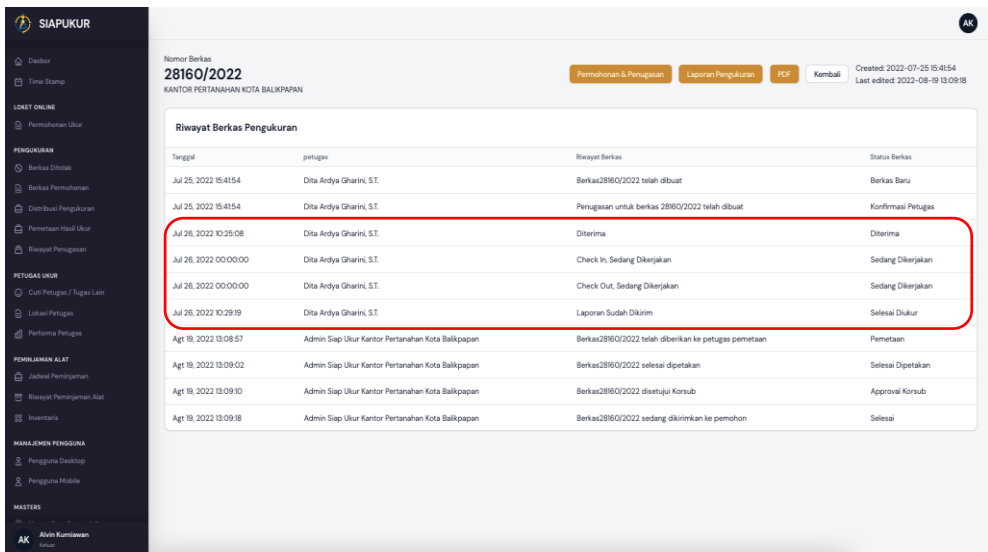 SIAPUKUR
AK
Dasbor
Time Stamp
LOKET ONLINE
Permohonan Ukur
PENGUKURAN
Berkas Ditolak
Berkas Permohonan
Distribusi Pengukuran
Pemetaan Hasil Ukur
Riwayat Penugasan
PETUGAS UKUR
Cuti Petugas / Tugas Lain
Lokasi Petugas
Performa Petugas
PEMINJAMAN ALAT
Jadwal Peminjaman
Riwayat Peminjaman Alat
Inventaris
MANAJEMEN PENGGUNA
Pengguna Desktop
Pengguna Mobile
MASTERS
AK Alvin Kurniawan
Keluar
Nomor Berkas
28160/2022
KANTOR PERTANAHAN KOTA BALIKPAPAN
Permohonan & Penugasan Laporan Pengukuran PDF Kembali
Created: 2022-07-25 15:41:54
Last edited: 2022-08-19 13:09:18
Riwayat Berkas Pengukuran
Tanggal petugas Riwayat Berkas Status Berkas
Jul 25, 2022 15:41:54 Dita Ardya Gharini, S.T. Berkas28160/2022 telah dibuat Berkas Baru
Jul 25, 2022 15:41:54 Dita Ardya Gharini, S.T. Penugasan untuk berkas 28160/2022 telah dibuat Konfirmasi Petugas
Jul 26, 2022 10:25:08 Dita Ardya Gharini, S.T. Diterima Diterima
Jul 26, 2022 00:00:00 Dita Ardya Gharini, S.T. Check In, Sedang Dikerjakan Sedang Dikerjakan
Jul 26, 2022 00:00:00 Dita Ardya Gharini, S.T. Check Out, Sedang Dikerjakan Sedang Dikerjakan
Jul 26, 2022 10:29:19 Dita Ardya Gharini, S.T. Laporan Sudah Dikirim Selesai Diukur
Agt 19, 2022 13:08:57 Admin Siap Ukur Kantor Pertanahan Kota Balikpapan Berkas28160/2022 telah diberikan ke petugas pemetaan Pemetaan
Agt 19, 2022 13:09:02 Admin Siap Ukur Kantor Pertanahan Kota Balikpapan Berkas28160/2022 selesai dipetakan Selesai Dipetakan
Agt 19, 2022 13:09:10 Admin Siap Ukur Kantor Pertanahan Kota Balikpapan Berkas28160/2022 disetujui Korsub Approval Korsub
Agt 19, 2022 13:09:18 Admin Siap Ukur Kantor Pertanahan Kota Balikpapan Berkas28160/2022 sedang dikirimkan ke pemohon Selesai